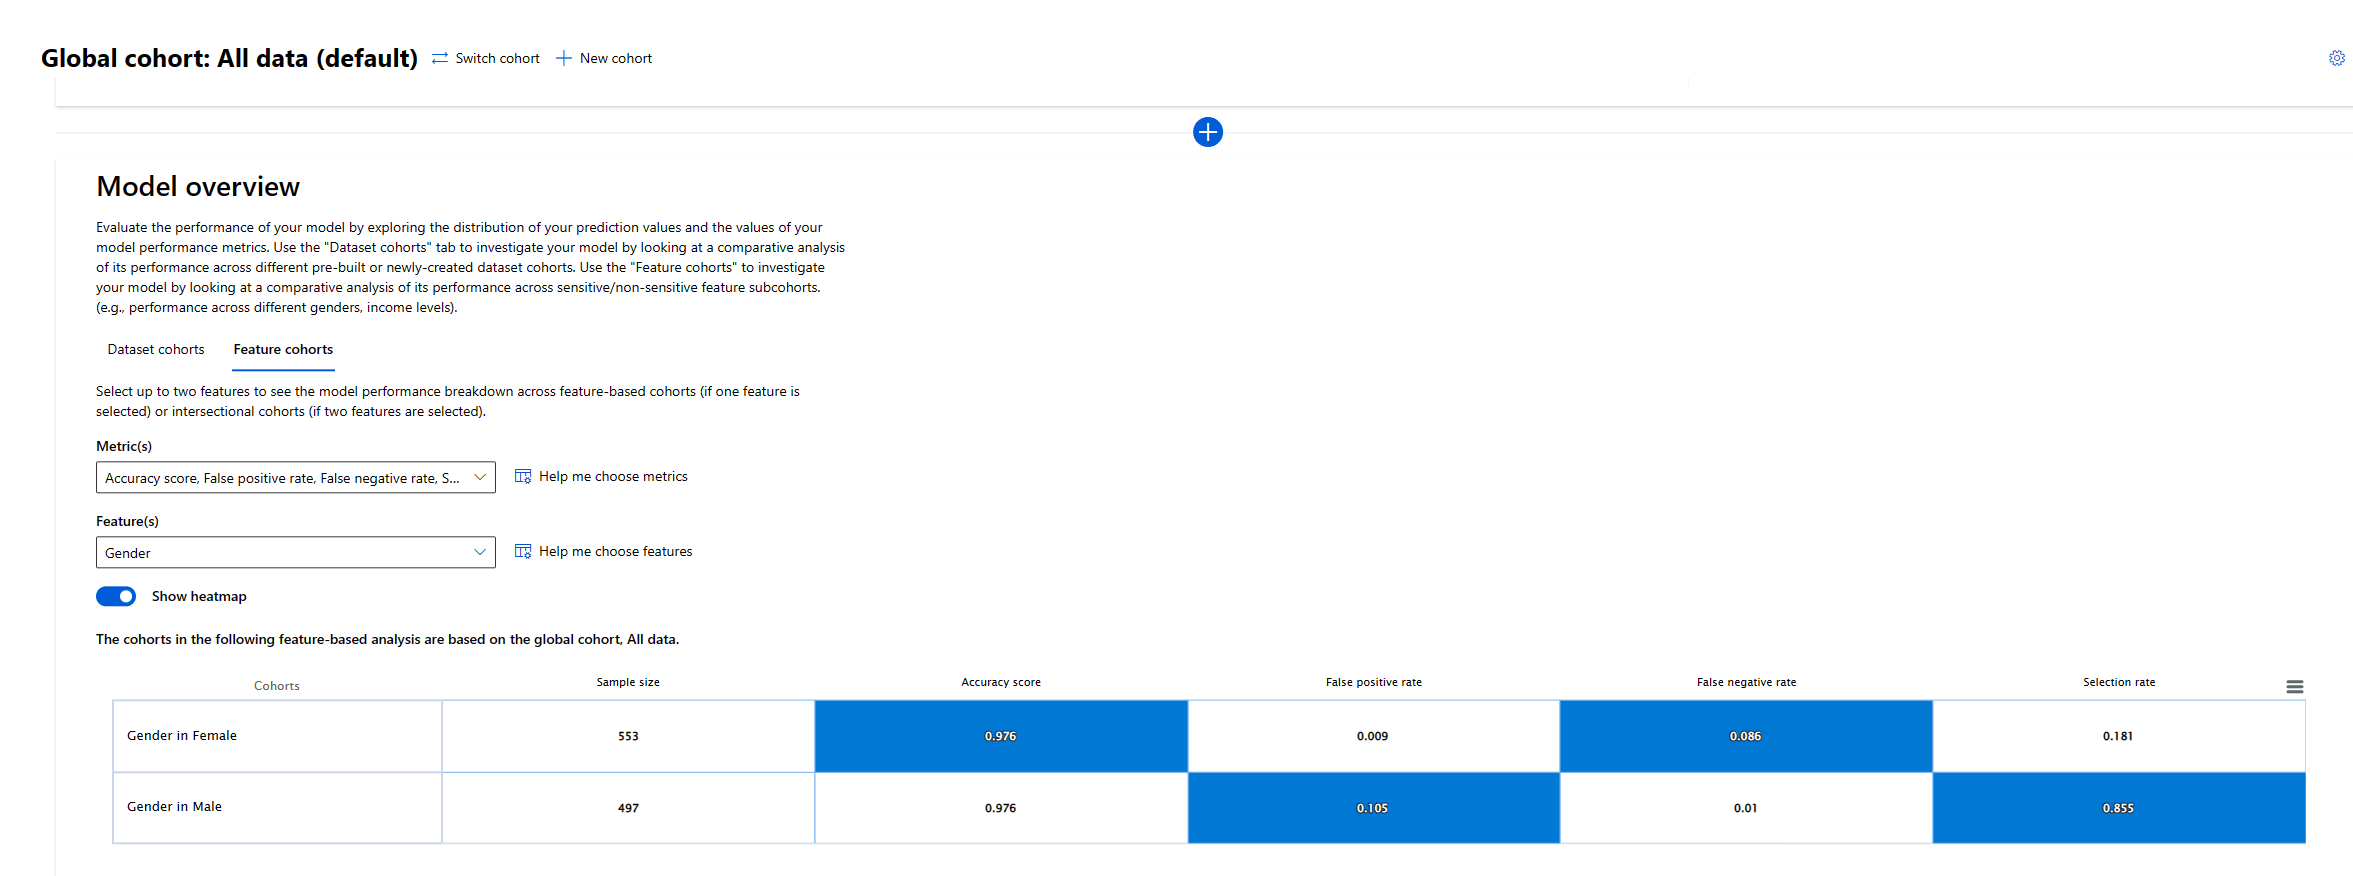 Global cohort: All data (default) Switch cohort New cohort
Model overview
Evaluate the performance of your model by exploring the distribution of your prediction values and the values of your
model performance metrics. Use the "Dataset cohorts" tab to investigate your model by looking at a comparative analysis
of its performance across different pre-built or newly-created dataset cohorts. Use the "Feature cohorts" to investigate
your model by looking at a comparative analysis of its performance across sensitive/non-sensitive feature subcohorts.
(e.g., performance across different genders, income levels).
Dataset cohorts Feature cohorts
Select up to two features to see the model performance breakdown across feature-based cohorts (if one feature is
selected) or intersectional cohorts (if two features are selected).
Metric(s)
Accuracy score, False positive rate, False negative rate, S... Help me choose metrics
Feature(s)
Gender Help me choose features
Show heatmap
The cohorts in the following feature-based analysis are based on the global cohort, All data.
Cohorts Sample size Accuracy score False positive rate False negative rate Selection rate
Gender in Female 553 0.976 0.009 0.086 0.181
Gender in Male 497 0.976 0.105 0.01 0.855